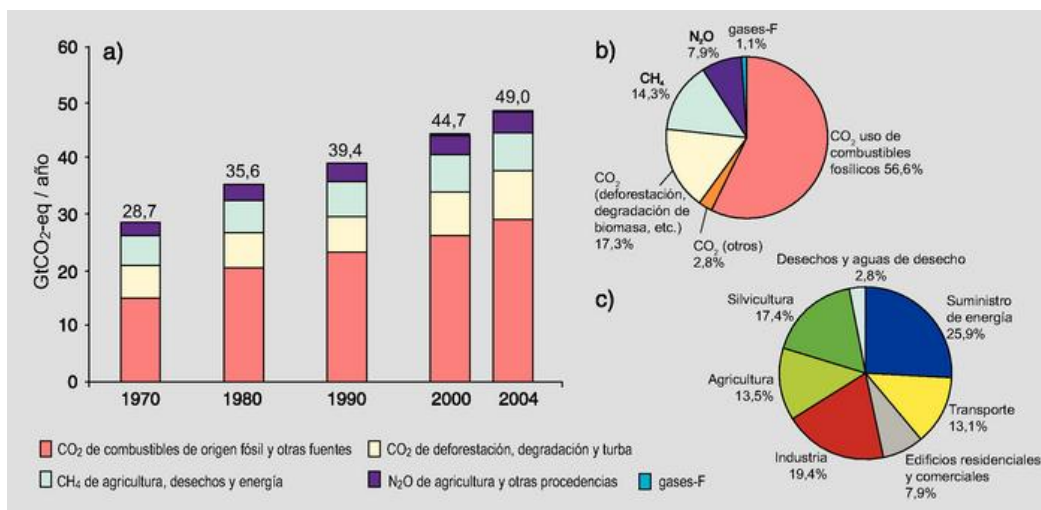 a)
GtCO2-eq / año
60
50
40
30
20
10
0
28,7
35,6
39,4
44,7
49,0
1970
1980
1990
2000
2004
CO2 de combustibles de origen fósil y otras fuentes
CO2 de deforestación, degradación y turba
CH4 de agricultura, desechos y energía
N2O de agricultura y otras procedencias
gases-F
b)
gases-F
1,1%
N2O
7,9%
CH4
14,3%
CO2 uso de
combustibles
fosílicos 56,6%
CO2
(deforestación,
degradación de
biomasa, etc.)
17,3%
CO2 (otros)
2,8%
c)
Desechos y aguas de desecho
2,8%
Silvicultura
17,4%
Suministro
de energía
25,9%
Agricultura
13,5%
Transporte
13,1%
Industria
19,4%
Edificios residenciales
y comerciales
7,9%